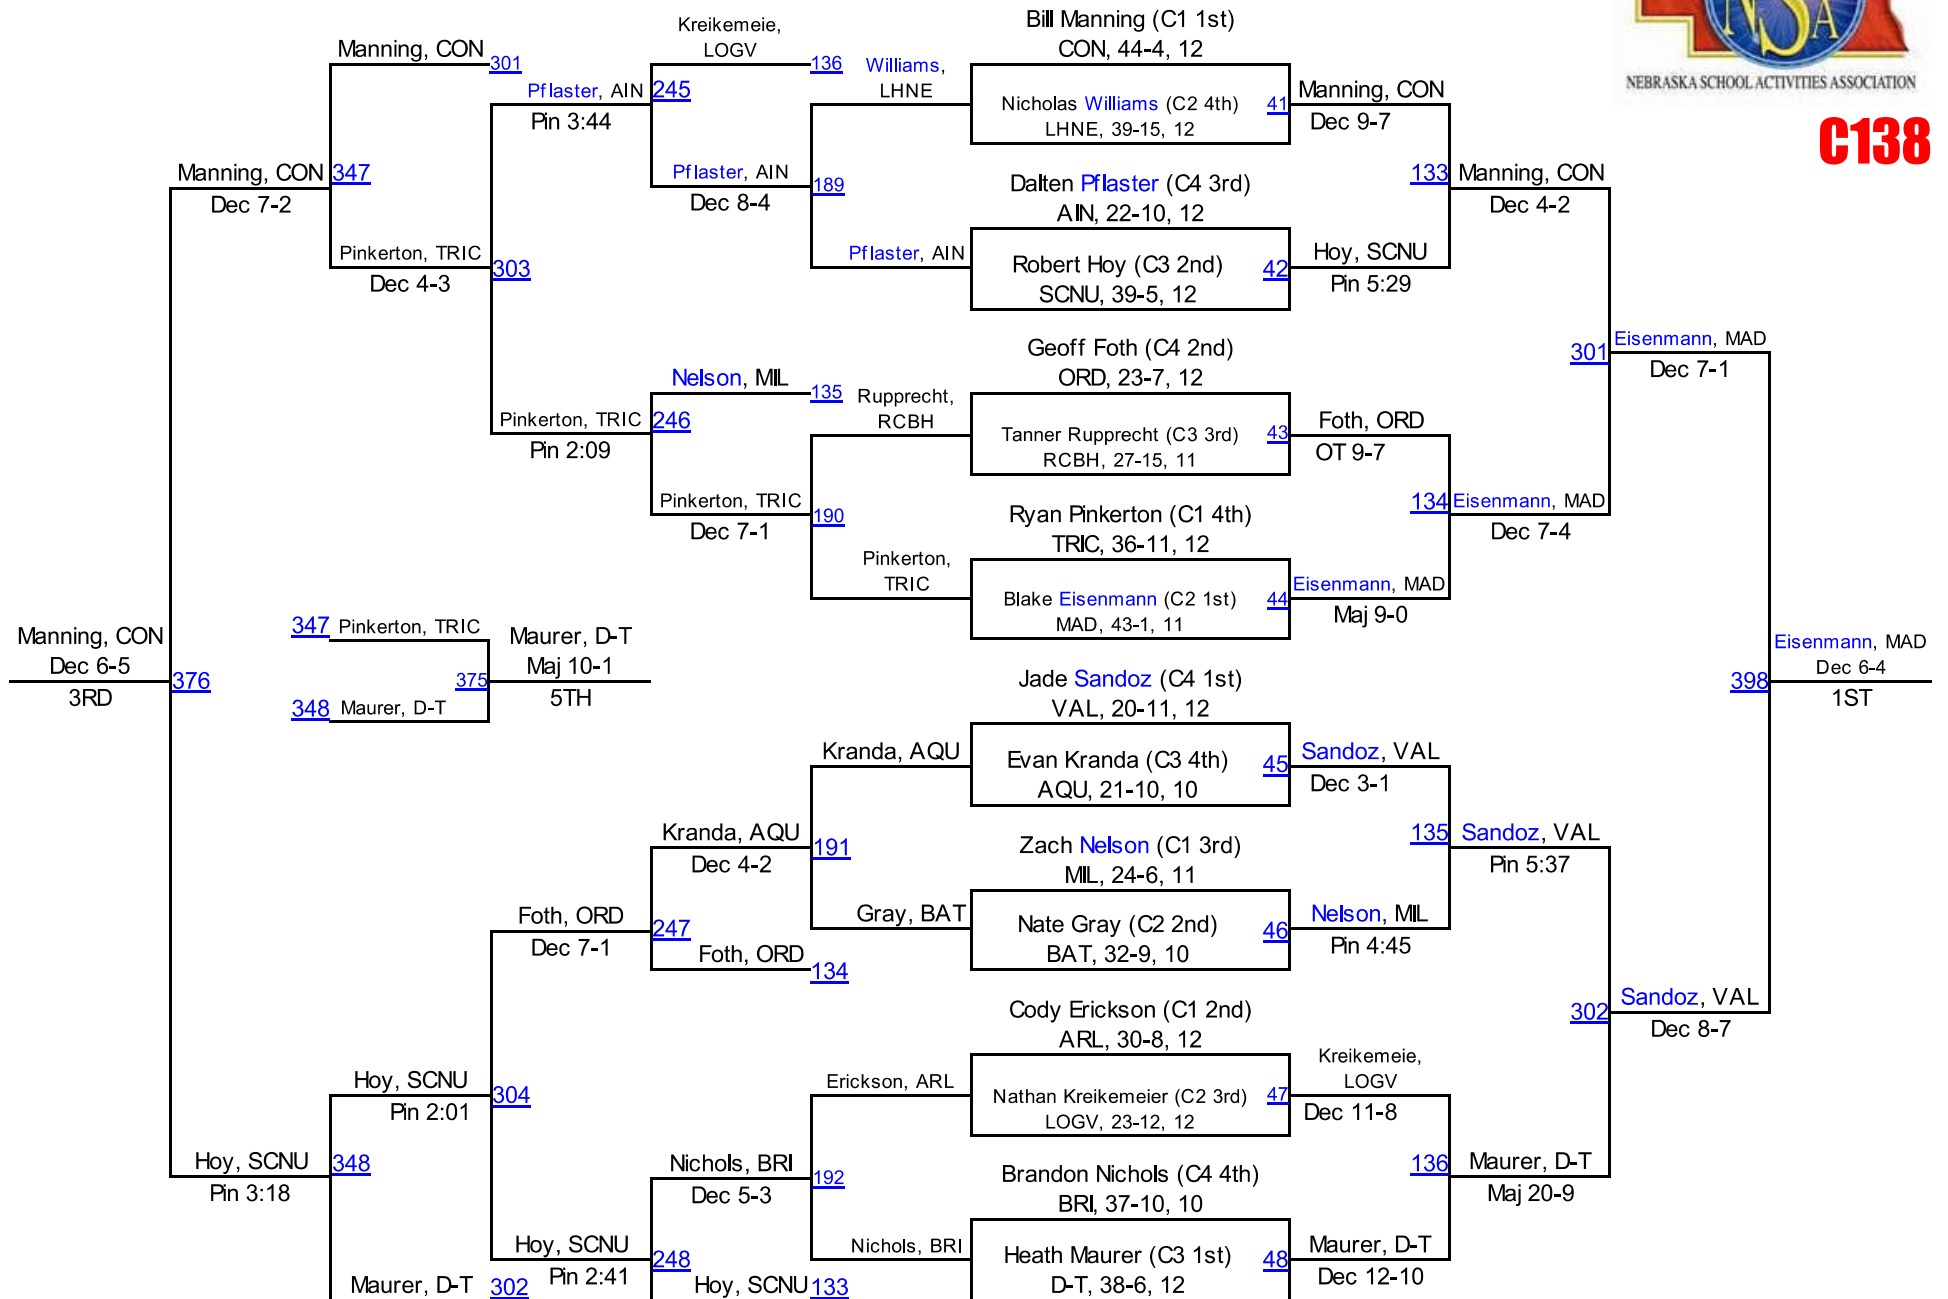 NSA
NEBRASKA SCHOOL ACTIVITIES ASSOCIATION
C138
Bill Manning (C1 1st)
CON, 44-4, 12
Nicholas Williams (C2 4th)
LHNE, 39-15, 12
41
Dalten Pflaster (C4 3rd)
AIN, 22-10, 12
Robert Hoy (C3 2nd)
SCNU, 39-5, 12
42
Geoff Foth (C4 2nd)
ORD, 23-7, 12
Tanner Rupprecht (C3 3rd)
RCBH, 27-15, 11
43
Ryan Pinkerton (C1 4th)
TRIC, 36-11, 12
Blake Eisenmann (C2 1st)
MAD, 43-1, 11
44
Jade Sandoz (C4 1st)
VAL, 20-11, 12
Evan Kranda (C3 4th)
AQU, 21-10, 10
45
Zach Nelson (C1 3rd)
MIL, 24-6, 11
Nate Gray (C2 2nd)
BAT, 32-9, 10
46
Cody Erickson (C1 2nd)
ARL, 30-8, 12
Nathan Kreikemeier (C2 3rd)
LOGV, 23-12, 12
47
Brandon Nichols (C4 4th)
BRI, 37-10, 10
Heath Maurer (C3 1st)
D-T, 38-6, 12
48
Manning, CON
Dec 9-7
133
Hoy, SCNU
Pin 5:29
Foth, ORD
OT 9-7
134
Eisenmann, MAD
Maj 9-0
Sandoz, VAL
Dec 3-1
135
Nelson, MIL
Pin 4:45
Kreikemeie,
LOGV
Dec 11-8
136
Maurer, D-T
Dec 12-10
Manning, CON
Dec 4-2
301
Eisenmann, MAD
Dec 7-4
Sandoz, VAL
Pin 5:37
302
Maurer, D-T
Maj 20-9
Eisenmann, MAD
Dec 7-1
398
Sandoz, VAL
Dec 8-7
Eisenmann, MAD
Dec 6-4
1ST
Williams,
LHNE
189
Pflaster, AIN
Rupprecht,
RCBH
190
Pinkerton,
TRIC
Kranda, AQU
191
Gray, BAT
Erickson, ARL
192
Nichols, BRI
Kreikemeie,
LOGV
136
245
Pflaster, AIN
Dec 8-4
Nelson, MIL
135
246
Pinkerton, TRIC
Dec 7-1
Kranda, AQU
Dec 4-2
247
Foth, ORD
134
Nichols, BRI
Dec 5-3
248
Hoy, SCNU
133
Pflaster, AIN
Pin 3:44
303
Pinkerton, TRIC
Pin 2:09
Foth, ORD
Dec 7-1
304
Hoy, SCNU
Pin 2:41
Manning, CON
301
347
Pinkerton, TRIC
Dec 4-3
Hoy, SCNU
Pin 2:01
348
Maurer, D-T
302
Manning, CON
Dec 7-2
376
Hoy, SCNU
Pin 3:18
Manning, CON
Dec 6-5
3RD
347
Pinkerton, TRIC
375
348
Maurer, D-T
Maurer, D-T
Maj 10-1
5TH